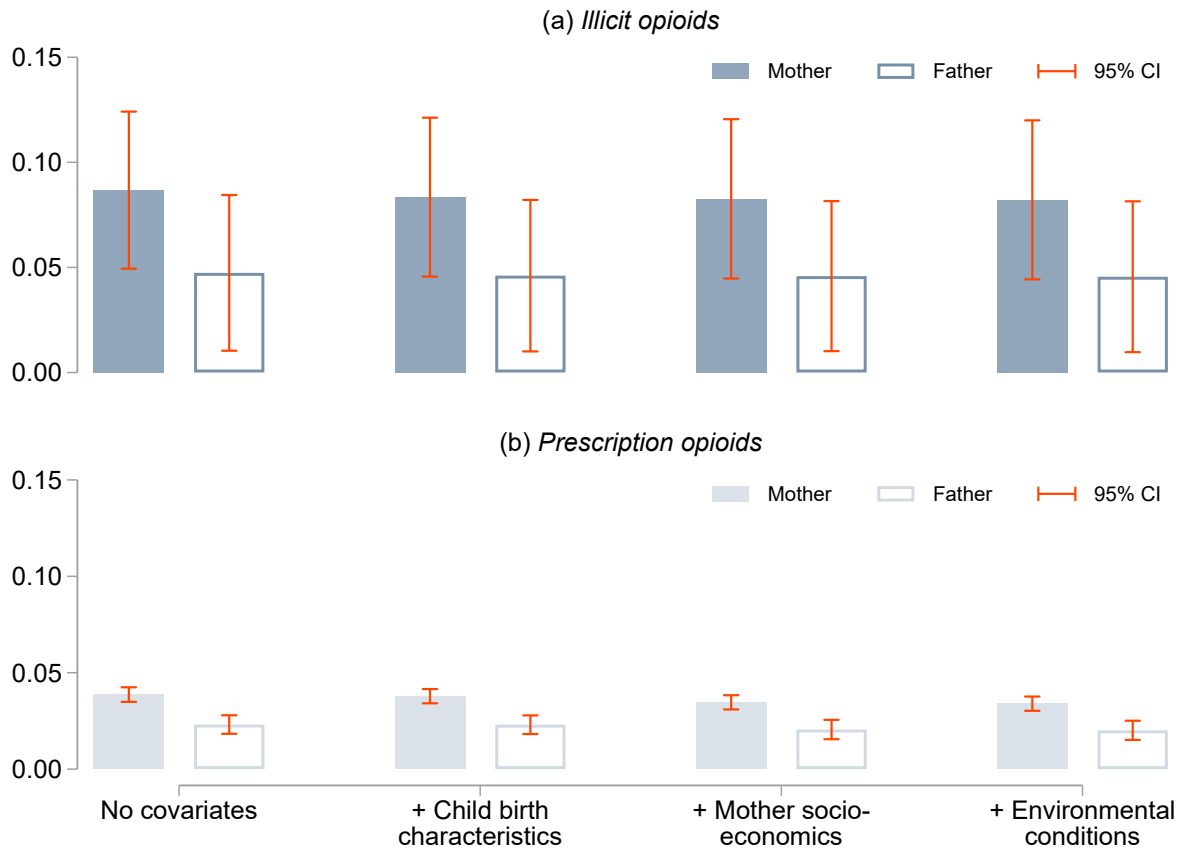 (a) Illicit opioids
0.15
Mother Father 95% CI
0.10
0.05
0.00
(b) Prescription opioids
0.15
Mother Father 95% CI
0.10
0.05
0.00
No covariates
+ Child birth
characteristics
+ Mother socio-
economics
+ Environmental
conditions